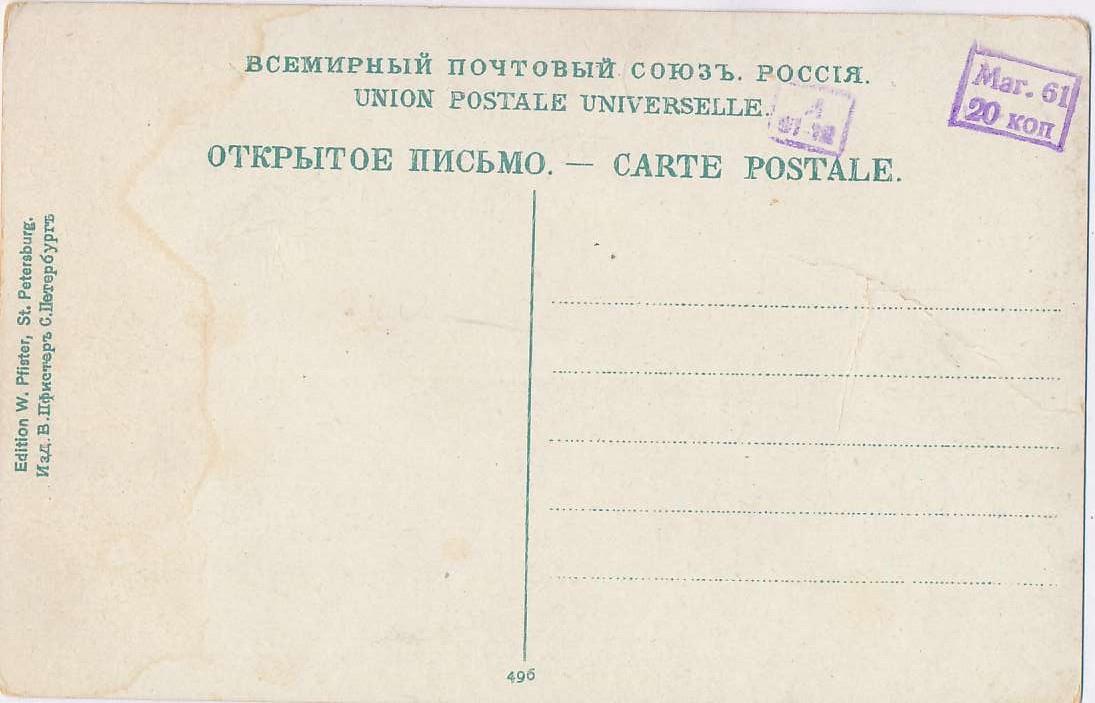 ВСЕМИРНЫЙ ПОЧТОВЫЙ СОЮЗЪ. РОССІЯ.
UNION POSTALE UNIVERSELLE.
ОТКРЫТОЕ ПИСЬМО. — CARTE POSTALE.
Маг. 61
20 коп
А
Edition W. Pfister, St. Petersburg.
Изд. В. Пфистеръ С. Петербургъ
496